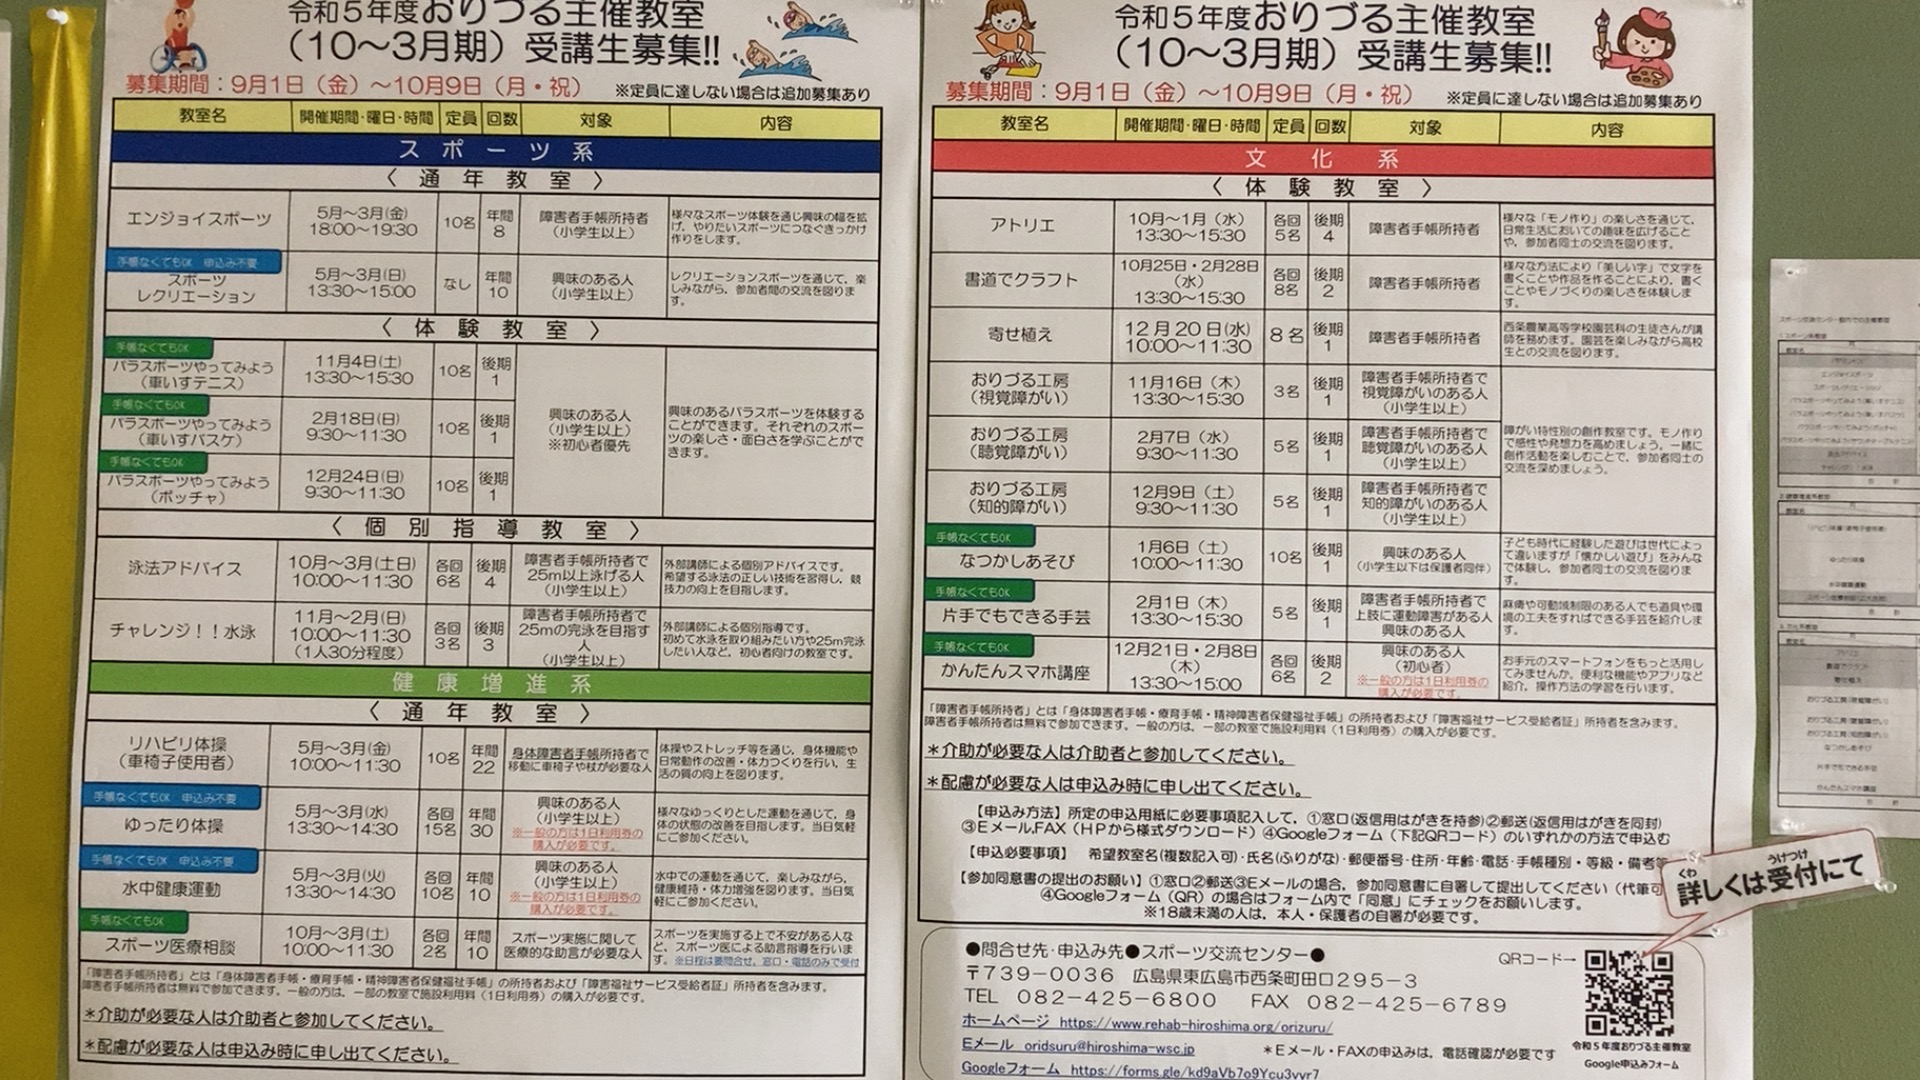 令和5年度おりづる主催教室
(10～3月期)受講生募集!!
募集期間：9月1日(金)～10月9日(月・祝)
※定員に達しない場合は追加募集あり
教室名 開催期間・曜日・時間 定員 回数 対象 内容
スポーツ系
〈通年教室〉
エンジョイスポーツ
5月～3月(金)
18:00～19:30
10名
年間
8
障害者手帳所持者
(小学生以上)
様々なスポーツ体験を通じ興味の幅を拡
げ、やりたいスポーツにつなぐきっかけ
作りをします。
手帳なくてもOK 申込み不要
スポーツ
レクリエーション
5月～3月(日)
13:30～15:00
なし
年間
10
興味のある人
(小学生以上)
レクリエーションスポーツを通じて、楽
しみながら、参加者間の交流を図りま
す。
〈体験教室〉
手帳なくてもOK
パラスポーツやってみよう
(車いすテニス)
11月4日(土)
13:30～15:30
10名
後期
1
手帳なくてもOK
パラスポーツやってみよう
(車いすバスケ)
2月18日(日)
9:30～11:30
10名
後期
1
手帳なくてもOK
パラスポーツやってみよう
(ボッチャ)
12月24日(日)
9:30～11:30
10名
後期
1
興味のある人
(小学生以上)
※初心者優先
興味のあるパラスポーツを体験する
ことができます。それぞれのスポー
ツの楽しさ・面白さを学ぶことがで
きます。
〈個別指導教室〉
泳法アドバイス
10月～3月(土日)
10:00～11:30
各回
6名
後期
4
障害者手帳所持者で
25m以上泳げる人
(小学生以上)
外部講師による個別アドバイスです。
希望する泳法の正しい技術を習得し、競
技力の向上を目指します。
チャレンジ！！水泳
11月～2月(日)
10:00～11:30
(1人30分程度)
各回
3名
後期
3
障害者手帳所持者で
25mの完泳を目指す
人
(小学生以上)
外部講師による個別指導です。
初めて水泳を取り組みたい方や25m完泳
したい人など、初心者向けの教室です。
健康増進系
〈通年教室〉
リハビリ体操
(車椅子使用者)
5月～3月(金)
10:00～11:30
10名
年間
22
身体障害者手帳所持者で
移動に車椅子や杖が必要な人
体操やストレッチ等を通じ、身体機能や
日常動作の改善・体力つくりを行い、生
活の質の向上を図ります。
手帳なくてもOK 申込み不要
ゆったり体操
5月～3月(水)
13:30～14:30
各回
15名
年間
30
興味のある人
(小学生以上)
※一般の方は1日利用券の
購入が必要です。
様々なゆっくりとした運動を通じて、身
体の状態の改善を目指します。当日気軽
にご参加ください。
手帳なくてもOK 申込み不要
水中健康運動
5月～3月(火)
13:30～14:30
各回
10名
年間
10
興味のある人
(小学生以上)
※一般の方は1日利用券の
購入が必要です。
水中での運動を通じて、楽しみながら、
健康維持・体力増強を図ります。当日気
軽にご参加ください。
手帳なくてもOK
スポーツ医療相談
10月～3月(土)
10:00～11:30
各回
2名
年間
10
スポーツ実施に関して
医療的な助言が必要な人
スポーツを実施する上で不安がある人な
ど、スポーツ医による助言指導を行いま
す。※日程は要問合せ、窓口・電話のみで受付
「障害者手帳所持者」とは「身体障害者手帳・療育手帳・精神障害者保健福祉手帳」の所持者および「障害福祉サービス受給者証」所持者を含みます。
障害者手帳所持者は無料で参加できます。一般の方は、一部の教室で施設利用料(1日利用券)の購入が必要です。
＊介助が必要な人は介助者と参加してください。
＊配慮が必要な人は申込み時に申し出てください。
令和5年度おりづる主催教室
(10～3月期)受講生募集!!
募集期間：9月1日(金)～10月9日(月・祝)
※定員に達しない場合は追加募集あり
教室名 開催期間・曜日・時間 定員 回数 対象 内容
文化系
〈体験教室〉
アトリエ
10月～1月(水)
13:30～15:30
各回
5名
後期
4
障害者手帳所持者
様々な「モノ作り」の楽しさを通じて、
日常生活においての趣味を広げること
や、参加者同士の交流を図ります。
書道でクラフト
10月25日・2月28日
(水)
13:30～15:30
各回
8名
後期
2
障害者手帳所持者
様々な方法により「美しい字」で文字を
書くことや作品を作ることにより、書く
ことやモノづくりの楽しさを体験しま
す。
寄せ植え
12月20日(水)
10:00～11:30
8名
後期
1
障害者手帳所持者
西条農業高等学校園芸科の生徒さんが講
師を務めます。園芸を楽しみながら高校
生との交流を図ります。
おりづる工房
(視覚障がい)
11月16日(木)
13:30～15:30
3名
後期
1
障害者手帳所持者で
視覚障がいのある人
(小学生以上)
おりづる工房
(聴覚障がい)
2月7日(水)
9:30～11:30
5名
後期
1
障害者手帳所持者で
聴覚障がいのある人
(小学生以上)
おりづる工房
(知的障がい)
12月9日(土)
9:30～11:30
5名
後期
1
障害者手帳所持者で
知的障がいのある人
(小学生以上)
障がい特性別の創作教室です。モノ作り
で感性や発想力を高めましょう。一緒に
創作活動を楽しむことで、参加者同士の
交流を深めましょう。
手帳なくてもOK
なつかしあそび
1月6日(土)
10:00～11:30
10名
後期
1
興味のある人
(小学生以下は保護者同伴)
子ども時代に経験した遊びは世代によっ
て違いますが「懐かしい遊び」をみんな
で体験し、参加者同士の交流を図りま
す。
手帳なくてもOK
片手でもできる手芸
2月1日(木)
13:30～15:30
5名
後期
1
障害者手帳所持者で
上肢に運動障害がある人
興味のある人
麻痺や可動域制限のある人でも道具や環
境の工夫をすればできる手芸を紹介しま
す。
手帳なくてもOK
かんたんスマホ講座
12月21日・2月8日
(木)
13:30～15:00
各回
6名
後期
2
興味のある人
(初心者)
※一般の方は1日利用券の
購入が必要です。
お手元のスマートフォンをもっと活用し
てみませんか。便利な機能やアプリなど
紹介、操作方法の学習を行います。
「障害者手帳所持者」とは「身体障害者手帳・療育手帳・精神障害者保健福祉手帳」の所持者および「障害福祉サービス受給者証」所持者を含みます。
障害者手帳所持者は無料で参加できます。一般の方は、一部の教室で施設利用料(1日利用券)の購入が必要です。
＊介助が必要な人は介助者と参加してください。
＊配慮が必要な人は申込み時に申し出てください。
【申込み方法】所定の申込用紙に必要事項記入して、①窓口(返信用はがきを持参)②郵送(返信用はがきを同封)
③Eメール,FAX(HPから様式ダウンロード)④Googleフォーム(下記QRコード)のいずれかの方法で申込む
【申込必要事項】 希望教室名(複数記入可)・氏名(ふりがな)・郵便番号・住所・年齢・電話・手帳種別・等級・備考等
【参加同意書の提出のお願い】①窓口②郵送③Eメールの場合、参加同意書に自署して提出してください(代筆可
④Googleフォーム(QR)の場合はフォーム内で「同意」にチェックをお願いします。
※18歳未満の人は、本人・保護者の自署が必要です。
くわ うけつけ
詳しくは受付にて
●問合せ先・申込み先●スポーツ交流センター●
QRコード→
〒739-0036 広島県東広島市西条町田口295-3
TEL 082-425-6800 FAX 082-425-6789
ホームページ https://www.rehab-hiroshima.org/orizuru/
Eメール oridsuru@hiroshima-wsc.jp
＊Eメール・FAXの申込みは、電話確認が必要です
Googleフォーム https://forms.gle/kd9aVb7o9Ycu3vvr7
令和5年度おりづる主催教室
Google申込みフォーム